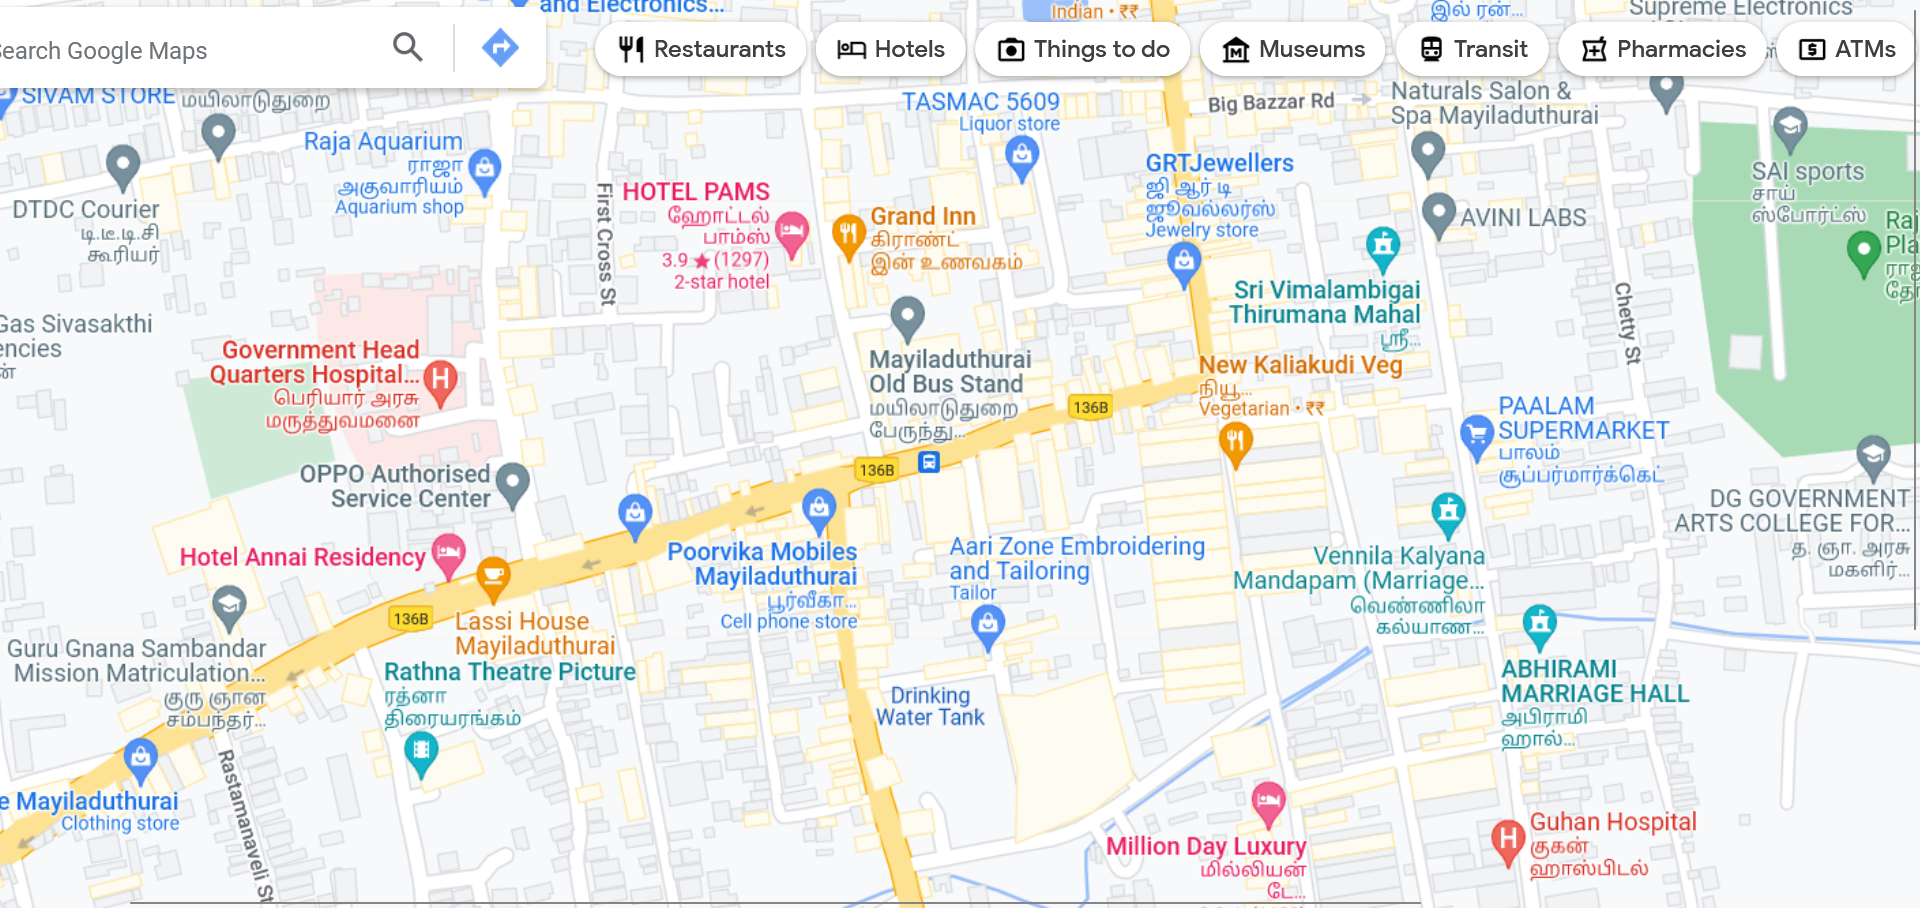 and Electronics...
Indian • ₹₹
இல் ரன்...
Supreme Electronics
Search Google Maps
Restaurants
Hotels
Things to do
Museums
Transit
Pharmacies
ATMs
SIVAM STORE
மயிலாடுதுறை
Raja Aquarium
ராஜா
அகுவாரியம்
Aquarium shop
TASMAC 5609
Liquor store
Big Bazzar Rd
Naturals Salon &
Spa Mayiladuthurai
GRTJewellers
ஜி ஆர் டி
ஜூவல்லர்ஸ்
Jewelry store
SAI sports
சாய்
ஸ்போர்ட்ஸ்
DTDC Courier
டி.டீ.டி.சி
கூரியர்
First Cross St
HOTEL PAMS
ஹோட்டல்
பாம்ஸ்
3.9 ★ (1297)
2-star hotel
Grand Inn
கிராண்ட்
இன் உணவகம்
AVINI LABS
Raj
Pla
ராஜ
தே
Sri Vimalambigai
Thirumana Mahal
ஸ்ரீ...
Chetty St
Gas Sivasakthi
encies
ன்
Government Head
Quarters Hospital...
பெரியார் அரசு
மருத்துவமனை
Mayiladuthurai
Old Bus Stand
மயிலாடுதுறை
பேருந்து...
New Kaliakudi Veg
நியூ...
Vegetarian • ₹₹
136B
PAALAM
SUPERMARKET
பாலம்
சூப்பர்மார்க்கெட்
136B
OPPO Authorised
Service Center
DG GOVERNMENT
ARTS COLLEGE FOR...
த. ஞா. அரசு
மகளிர்...
Hotel Annai Residency
Poorvika Mobiles
Mayiladuthurai
பூர்வீகா...
Cell phone store
Aari Zone Embroidering
and Tailoring
Tailor
Vennila Kalyana
Mandapam (Marriage...
வெண்ணிலா
கல்யாண...
136B
Lassi House
Mayiladuthurai
Guru Gnana Sambandar
Mission Matriculation...
குரு ஞான
சம்பந்தர்...
Rathna Theatre Picture
ரத்னா
திரையரங்கம்
Drinking
Water Tank
ABHIRAMI
MARRIAGE HALL
அபிராமி
ஹால்...
Rastamanaveli St
e Mayiladuthurai
Clothing store
Million Day Luxury
மில்லியன்
டே...
Guhan Hospital
குகன்
ஹாஸ்பிடல்